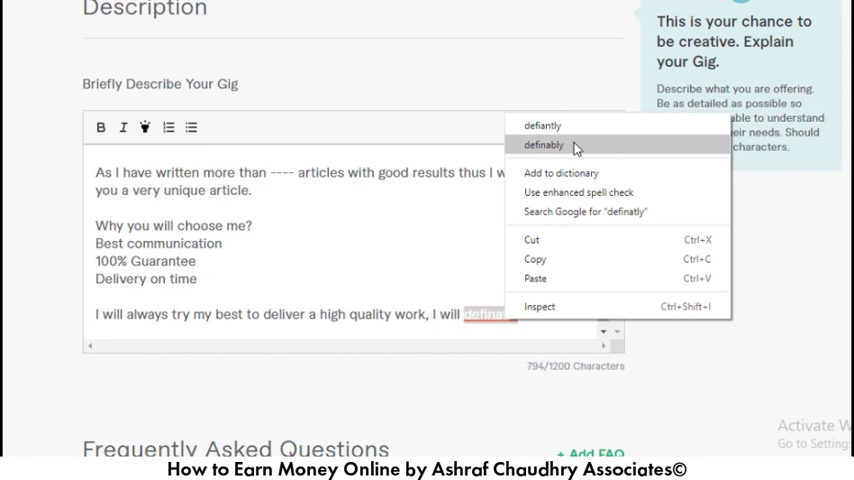 Description
This is your chance to
be creative. Explain
your Gig.
Describe what you are offering.
Be as detailed as possible so
able to understand
their needs. Should
characters.
Briefly Describe Your Gig
B I
defiantly
definably
Add to dictionary
Use enhanced spell check
Search Google for "definatly"
Cut Ctrl+X
Copy Ctrl+C
Paste Ctrl+V
Inspect Ctrl+Shift+I
As I have written more than ---- articles with good results thus I
you a very unique article.
Why you will choose me?
Best communication
100% Guarantee
Delivery on time
I will always try my best to deliver a high quality work, I will
794/1200 Characters
Frequently Asked Questions
+ Add FAQ
Activate W
Go to Settings
How to Earn Money Online by Ashraf Chaudhry Associates©